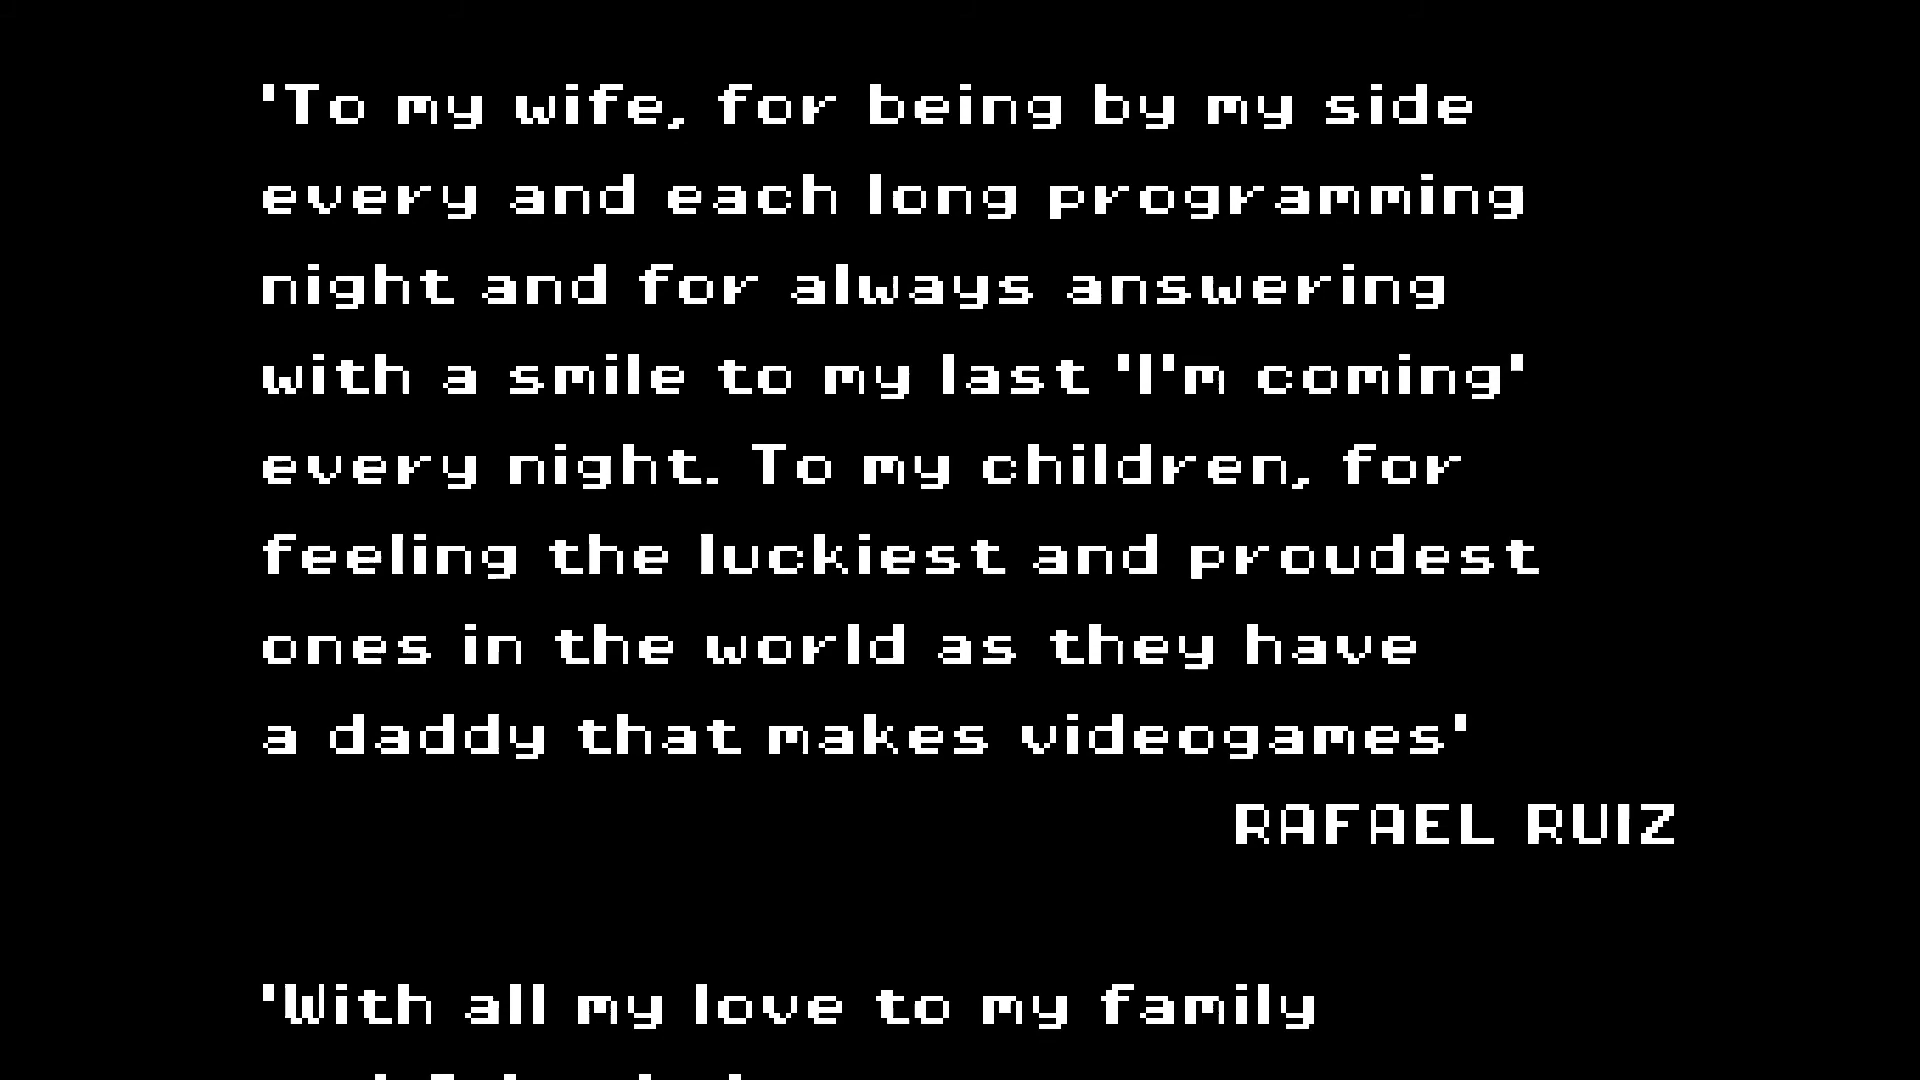 'To my wife, for being by my side
every and each long programming
night and for always answering
with a smile to my last 'I'm coming'
every night. To my children, for
feeling the luckiest and proudest
ones in the world as they have
a daddy that makes videogames'
RAFAEL RUIZ
'With all my love to my family